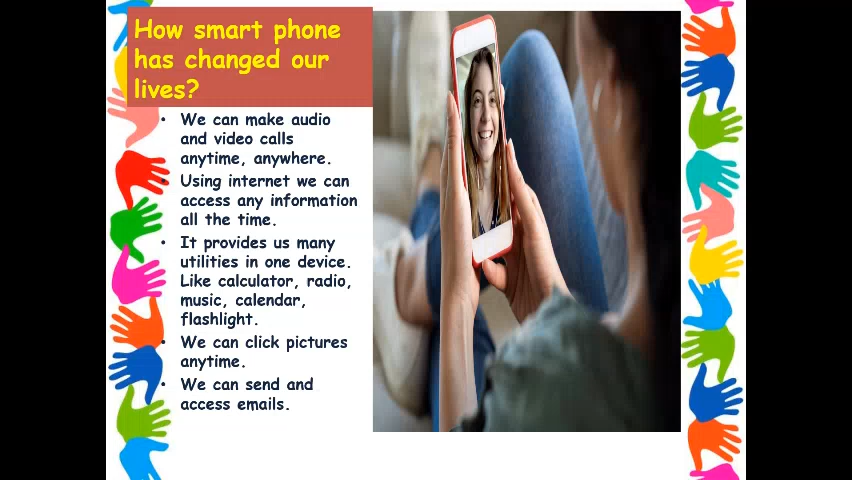 How smart phone
has changed our
lives?
• We can make audio
and video calls
anytime, anywhere.
• Using internet we can
access any information
all the time.
• It provides us many
utilities in one device.
Like calculator, radio,
music, calendar,
flashlight.
• We can click pictures
anytime.
• We can send and
access emails.